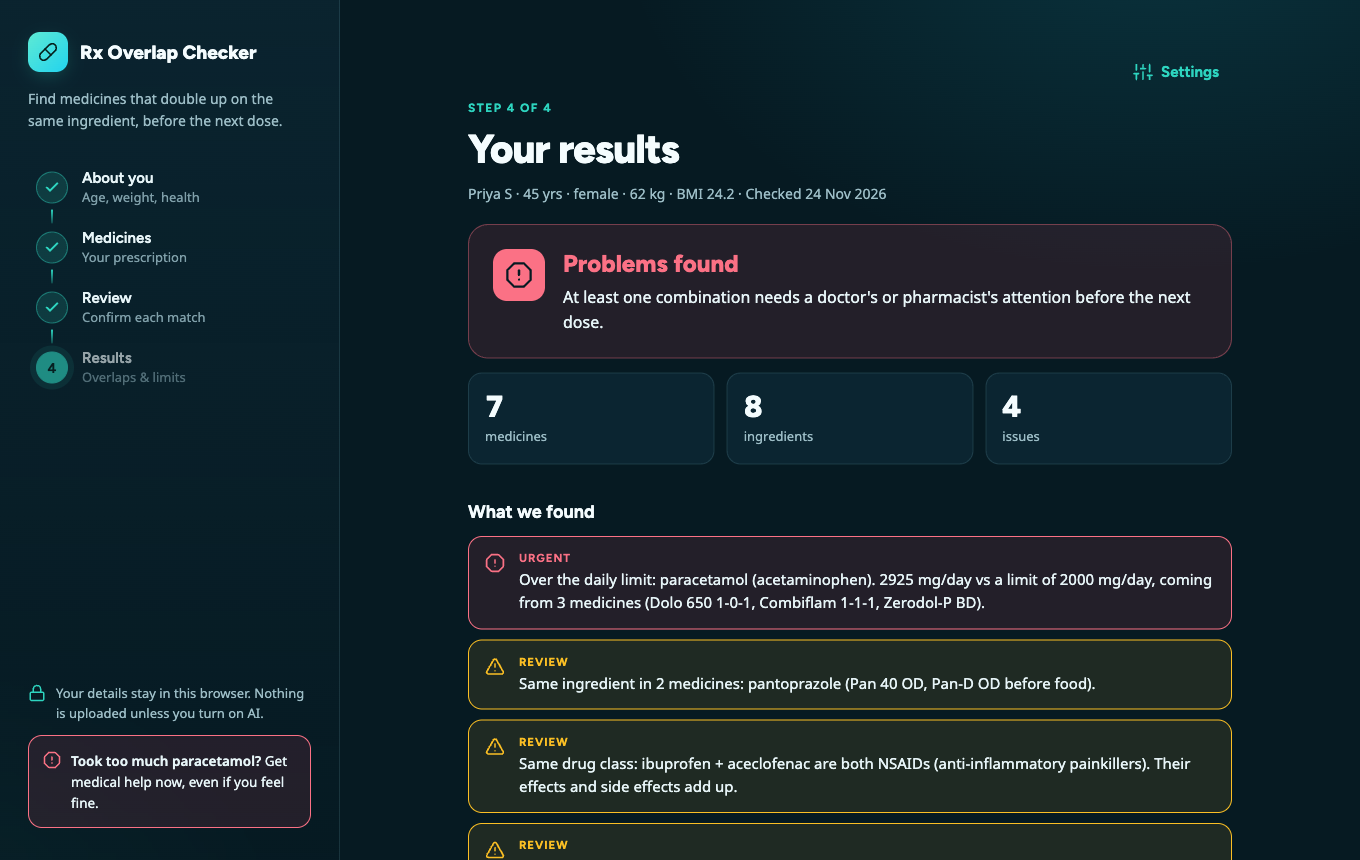 Rx Overlap Checker
Find medicines that double up on the
same ingredient, before the next dose.
About you
Age, weight, health
Medicines
Your prescription
Review
Confirm each match
4
Results
Overlaps & limits
Your details stay in this browser. Nothing
is uploaded unless you turn on AI.
Took too much paracetamol? Get
medical help now, even if you feel
fine.
Settings
STEP 4 OF 4
Your results
Priya S · 45 yrs · female · 62 kg · BMI 24.2 · Checked 24 Nov 2026
Problems found
At least one combination needs a doctor's or pharmacist's attention before the next
dose.
7
medicines
8
ingredients
4
issues
What we found
URGENT
Over the daily limit: paracetamol (acetaminophen). 2925 mg/day vs a limit of 2000 mg/day, coming
from 3 medicines (Dolo 650 1-0-1, Combiflam 1-1-1, Zerodol-P BD).
REVIEW
Same ingredient in 2 medicines: pantoprazole (Pan 40 OD, Pan-D OD before food).
REVIEW
Same drug class: ibuprofen + aceclofenac are both NSAIDs (anti-inflammatory painkillers). Their
effects and side effects add up.
REVIEW